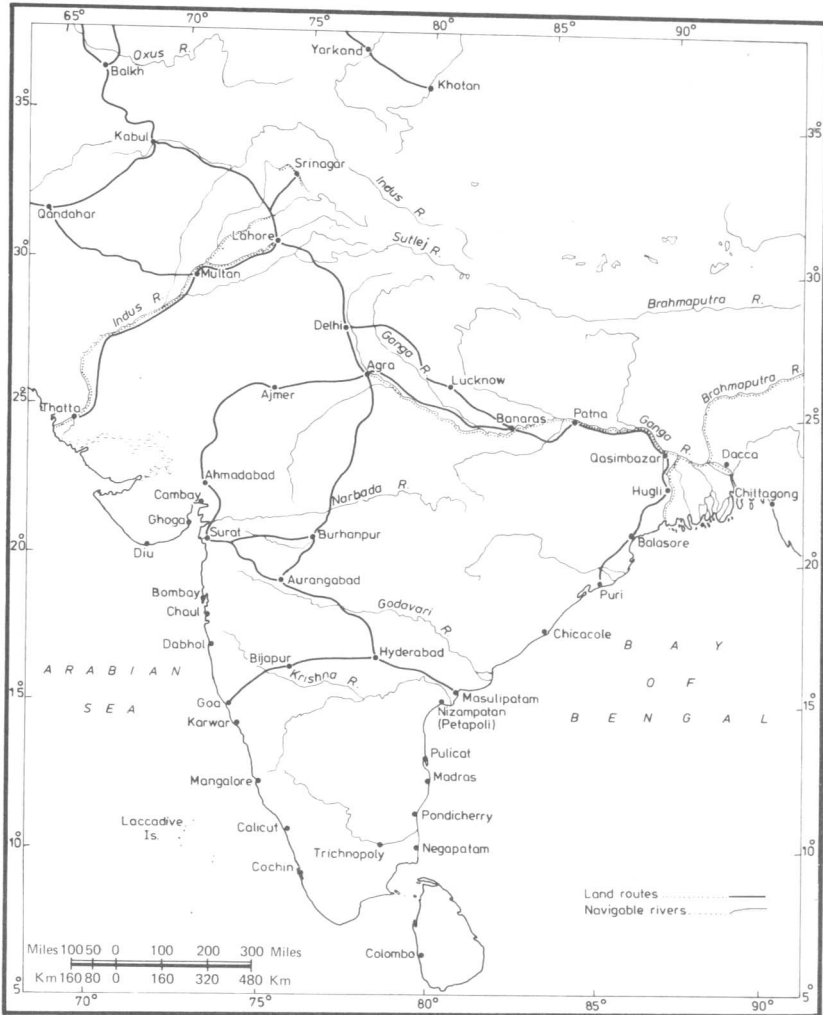 65°
70°
75°
80°
85°
90°
Oxus R.
Balkh
Yarkand
Khotan
35°
35°
Kabul
Srinagar
Indus R.
Qandahar
Lahore
Sutlej R.
30°
30°
Multan
Indus R.
Brahmaputra R.
Delhi
Ganga R.
Agra
Lucknow
Brahmaputra R.
Ajmer
25°
25°
Thatta
Banaras
Patna
Ganga R.
Qasimbazar
Dacca
Ahmadabad
Cambay
Narbada R.
Hugli
Chittagong
Ghoga
Surat
Burhanpur
Balasore
Diu
20°
20°
Aurangabad
Puri
Bombay
Chaul
Godavari R
Chicacole
Dabhol
Bijapur
Hyderabad
BAY
OF
BENGAL
ARABIAN
SEA
Krishna R.
15°
15°
Goa
Masulipatam
Nizampatan
(Petapoli)
Karwar
Pulicat
Mangalore
Madras
Laccadive
Is.
Calicut
Pondicherry
10°
10°
Trichnopoly
Negapatam
Cochin
Land routes
Navigable rivers
Colombo
Miles 100 50 0 100 200 300 Miles
Km 160 80 0 160 320 480 Km
5°
5°
70°
75°
80°
85°
90°